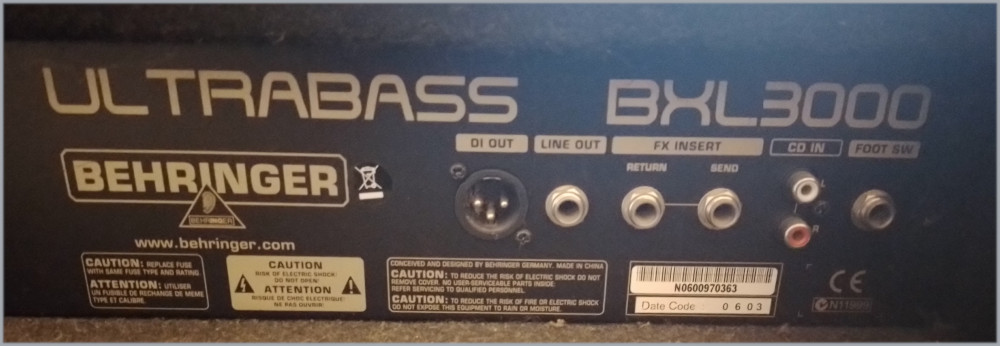 ULTRABASS BXL3000
DI OUT LINE OUT FX INSERT CD IN FOOT SW
RETURN SEND
L
R
BEHRINGER
BEHRINGER
www.behringer.com
CAUTION: REPLACE FUSE
WITH SAME FUSE TYPE AND RATING.
ATTENTION: UTILISER
UN FUSIBLE DE RECHANGE DE MEME
TYPE ET CALIBRE.
CAUTION
RISK OF ELECTRIC SHOCK!
DO NOT OPEN!
ATTENTION
RISQUE DE CHOC ELECTRIQUE!
NE PAS OUVRIR!
CONCEIVED AND DESIGNED BY BEHRINGER GERMANY. MADE IN CHINA
CAUTION: TO REDUCE THE RISK OF ELECTRIC SHOCK DO NOT
REMOVE COVER. NO USER-SERVICEABLE PARTS INSIDE.
REFER SERVICING TO QUALIFIED PERSONNEL.
CAUTION: TO REDUCE THE RISK OF FIRE OR ELECTRIC SHOCK
DO NOT EXPOSE THIS EQUIPMENT TO RAIN OR MOISTURE.
N0600970363
Date Code: 0603
CE